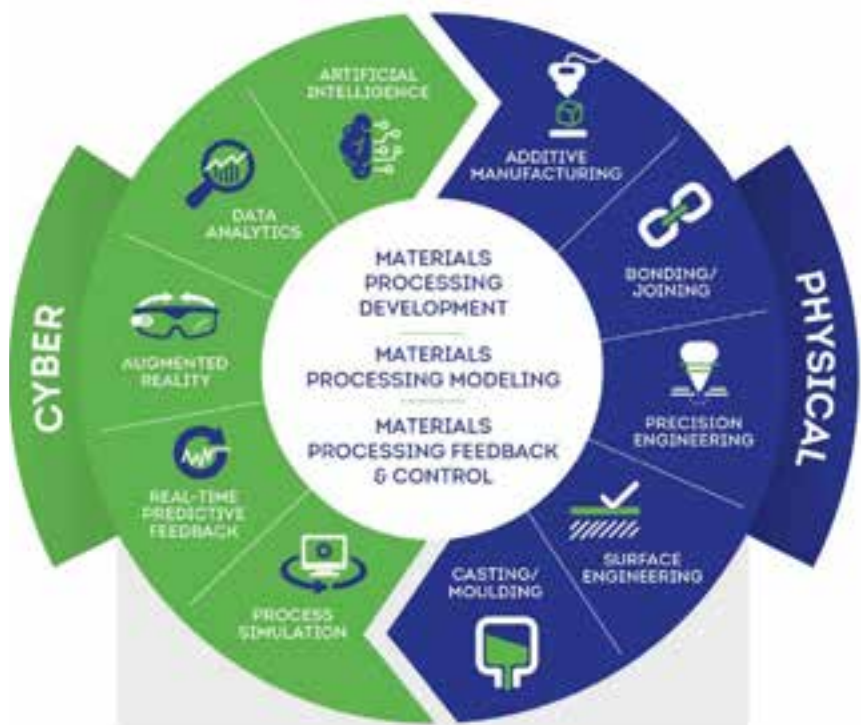 ARTIFICIAL
INTELLIGENCE
DATA
ANALYTICS
AUGMENTED
REALITY
REAL-TIME
PREDICTIVE
FEEDBACK
PROCESS
SIMULATION
CYBER
MATERIALS
PROCESSING
DEVELOPMENT
MATERIALS
PROCESSING MODELING
MATERIALS
PROCESSING FEEDBACK
& CONTROL
ADDITIVE
MANUFACTURING
BONDING/
JOINING
PRECISION
ENGINEERING
SURFACE
ENGINEERING
CASTING/
MOULDING
PHYSICAL